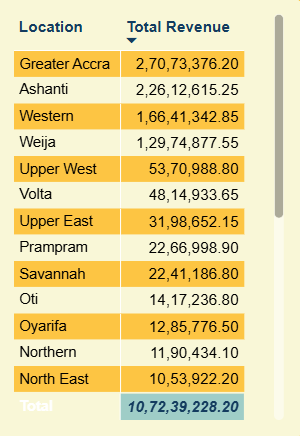 Location Total Revenue
Greater Accra 2,70,73,376.20
Ashanti 2,26,12,615.25
Western 1,66,41,342.85
Weija 1,29,74,877.55
Upper West 53,70,988.80
Volta 48,14,933.65
Upper East 31,98,652.15
Prampram 22,66,998.90
Savannah 22,41,186.80
Oti 14,17,236.80
Oyarifa 12,85,776.50
Northern 11,90,434.10
North East 10,53,922.20
Total 10,72,39,228.20